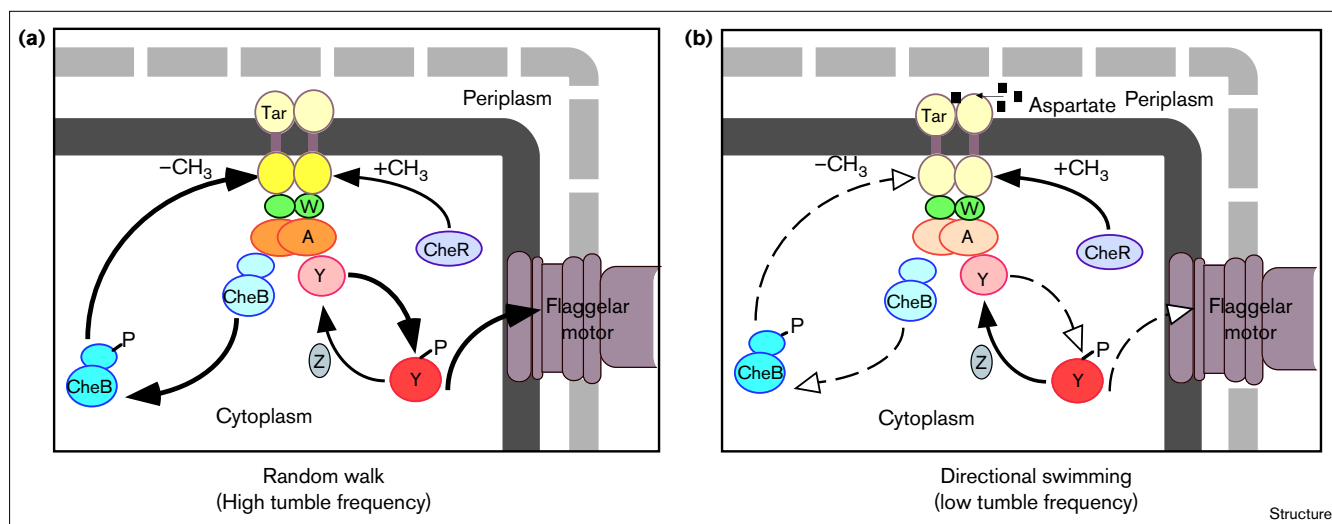 (a)
Periplasm
Tar
–CH3
+CH3
W
A
CheR
Y
CheB
Flaggelar
motor
P
Z
P
CheB
Y
Cytoplasm
Random walk
(High tumble frequency)
(b)
Aspartate
Periplasm
Tar
–CH3
+CH3
W
A
CheR
Y
CheB
Flaggelar
motor
P
Z
P
CheB
Y
Cytoplasm
Directional swimming
(low tumble frequency)
Structure